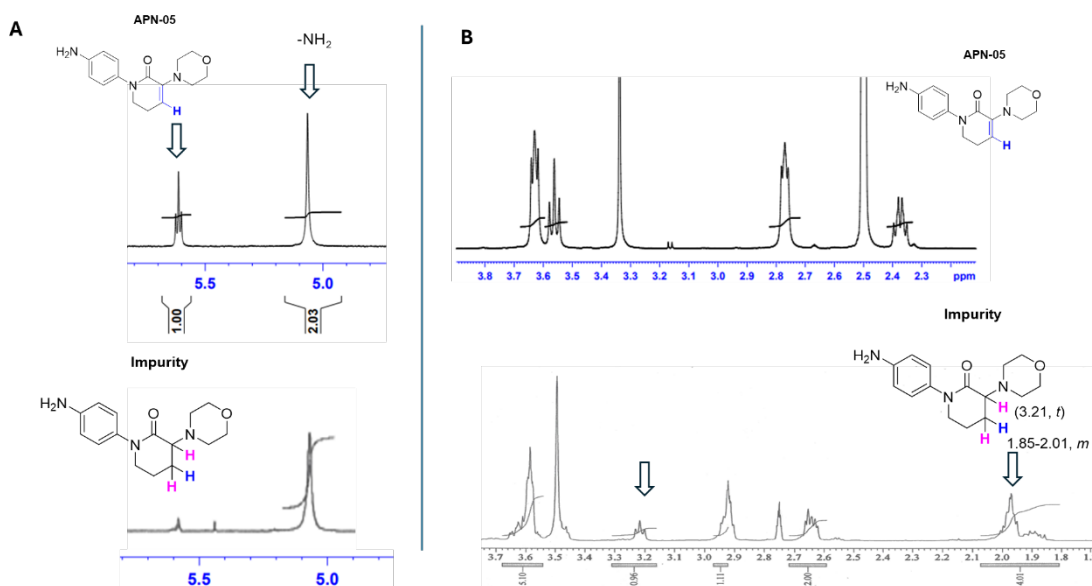 A
APN-05
-NH₂
H₂N
O
N
N
O
H
5.5
5.0
1.00
2.03
Impurity
H₂N
O
N
N
O
H
H
H
5.5
5.0
B
APN-05
H₂N
O
N
N
O
H
3.9 3.8 3.7 3.6 3.5 3.4 3.3 3.2 3.1 3.0 2.9 2.8 2.7 2.6 2.5 2.4 2.3 ppm
Impurity
H₂N
O
N
N
O
H (3.21, t)
H H
1.85-2.01, m
3.7 3.6 3.5 3.4 3.3 3.2 3.1 3.0 2.9 2.8 2.7 2.6 2.5 2.4 2.3 2.2 2.1 2.0 1.9 1.8 1.7
0.96
2.00
4.01